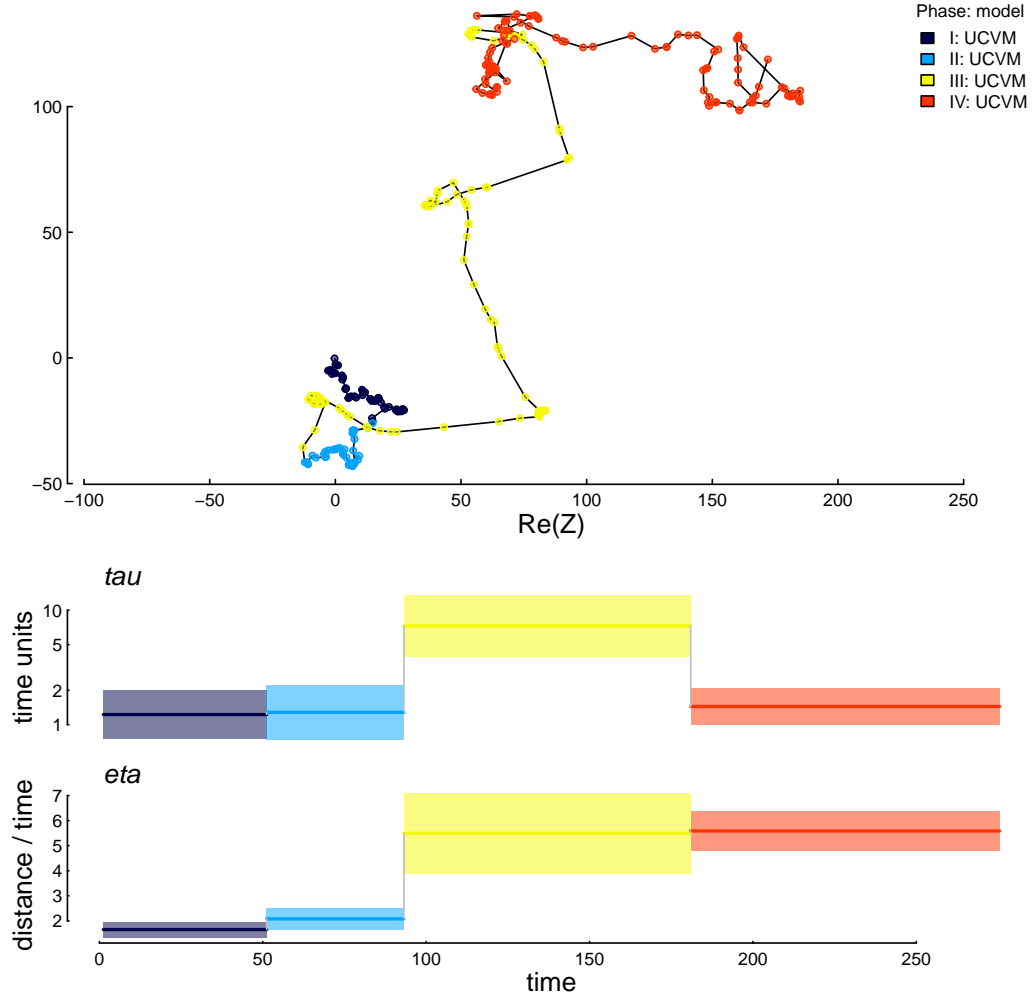 Phase: model
I: UCVM
II: UCVM
III: UCVM
IV: UCVM
100
50
0
−50
−100 −50 0 50 100 150 200 250
Re(Z)
tau
time units
10
5
2
1
eta
distance / time
7
6
5
4
3
2
0 50 100 150 200 250
time